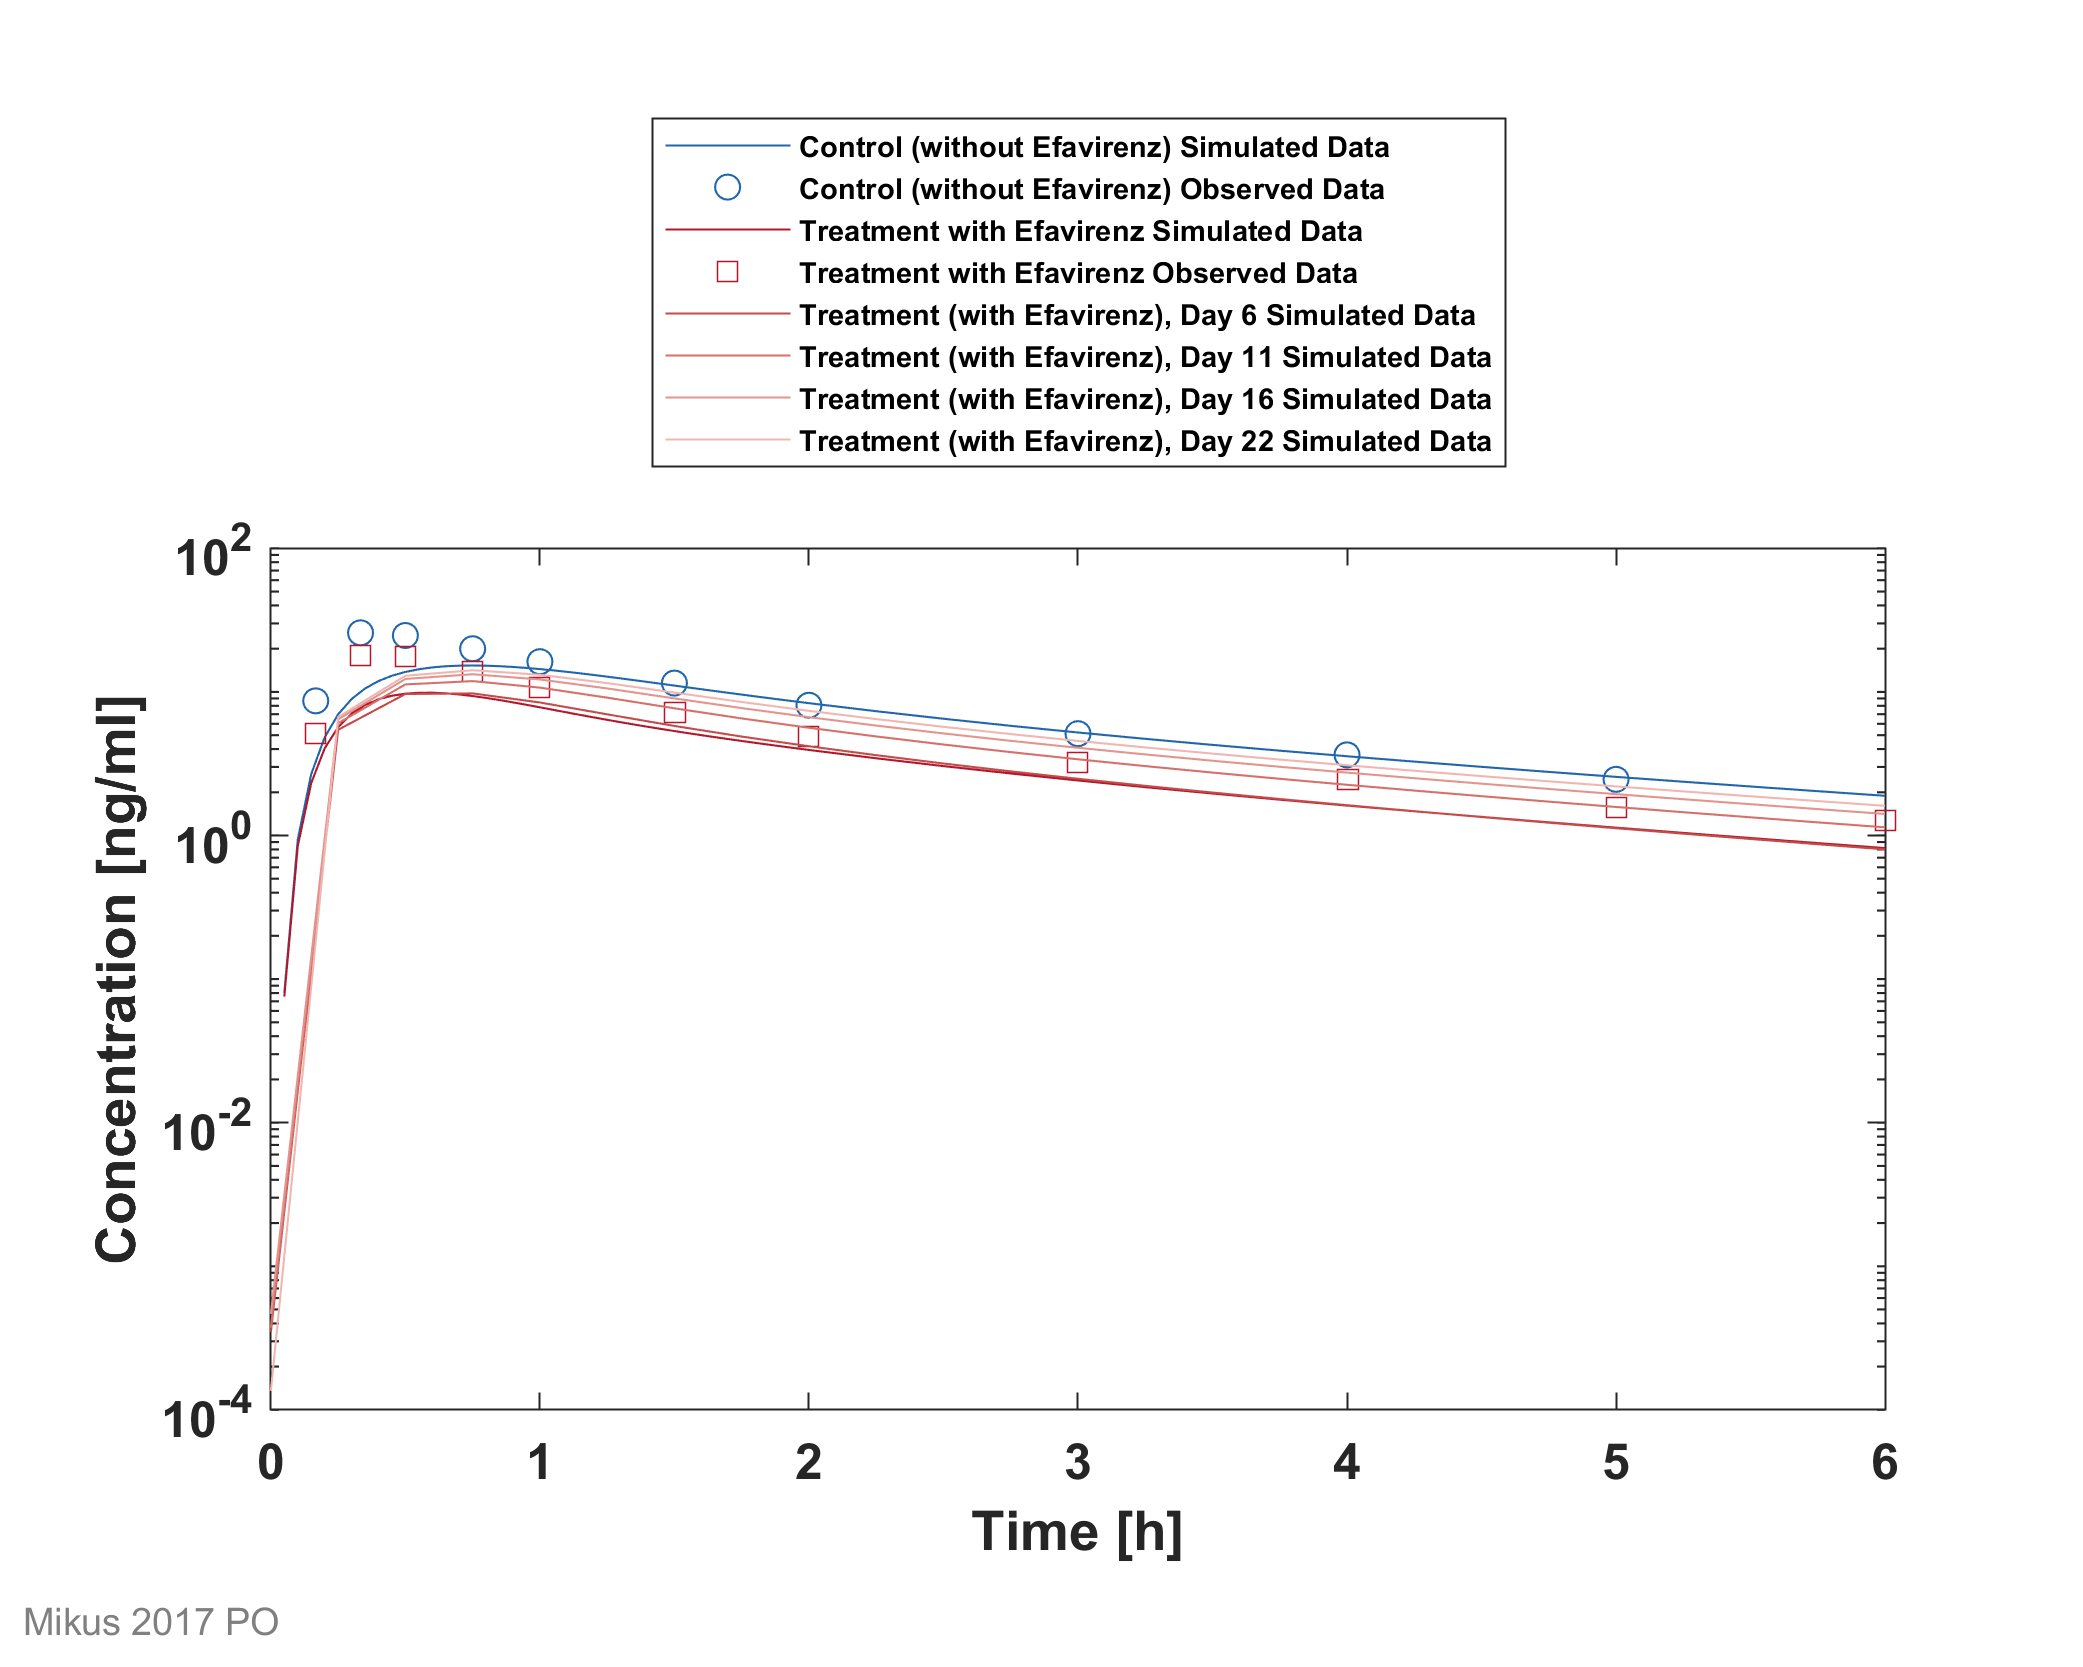 Control (without Efavirenz) Simulated Data
Control (without Efavirenz) Observed Data
Treatment with Efavirenz Simulated Data
Treatment with Efavirenz Observed Data
Treatment (with Efavirenz), Day 6 Simulated Data
Treatment (with Efavirenz), Day 11 Simulated Data
Treatment (with Efavirenz), Day 16 Simulated Data
Treatment (with Efavirenz), Day 22 Simulated Data
Concentration [ng/ml]
10^2
10^0
10^-2
10^-4
0 1 2 3 4 5 6
Time [h]
Mikus 2017 PO